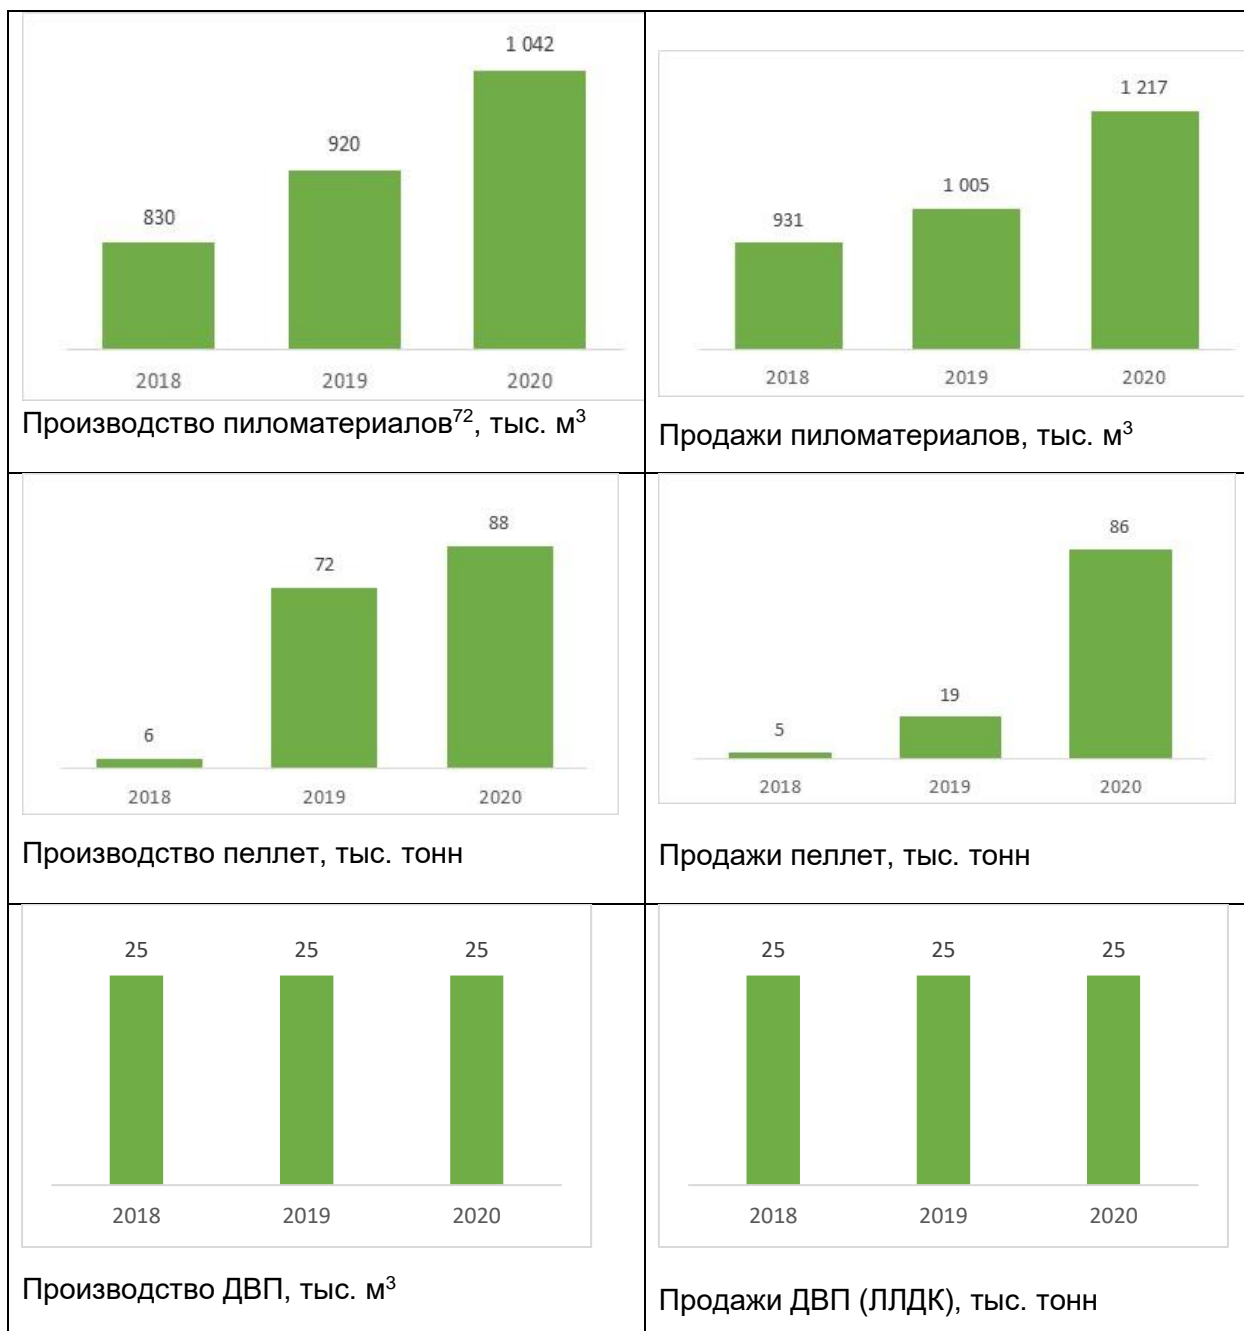 1 042
920
830
2018 2019 2020
Производство пиломатериалов⁷², тыс. м³
1 217
1 005
931
2018 2019 2020
Продажи пиломатериалов, тыс. м³
88
72
6
2018 2019 2020
Производство пеллет, тыс. тонн
86
19
5
2018 2019 2020
Продажи пеллет, тыс. тонн
25 25 25
2018 2019 2020
Производство ДВП, тыс. м³
25 25 25
2018 2019 2020
Продажи ДВП (ЛЛДК), тыс. тонн